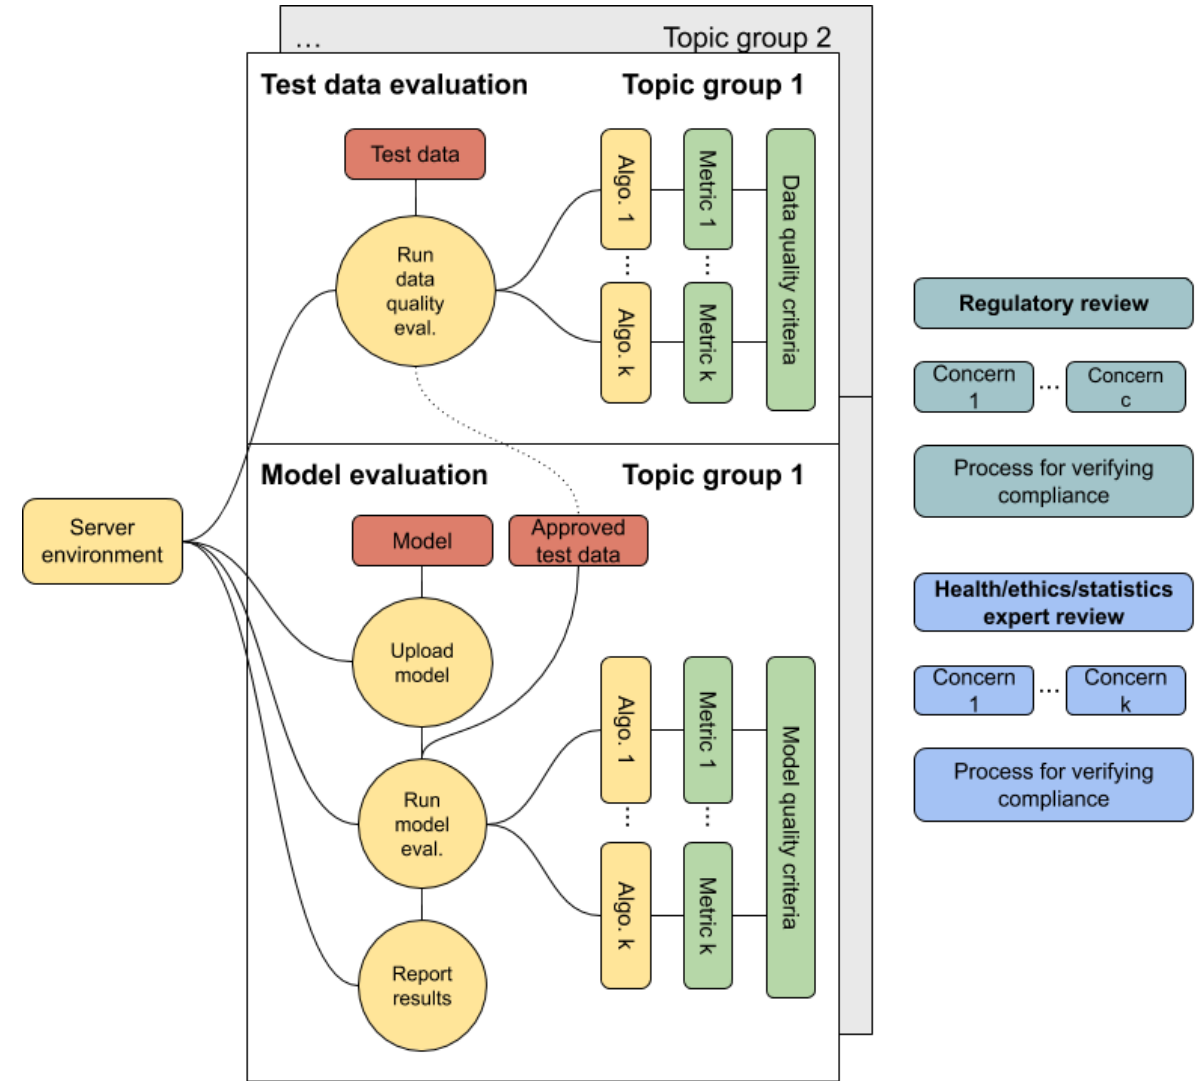 ...
Topic group 2
Test data evaluation
Topic group 1
Test data
Run
data
quality
eval.
Algo. 1
...
Algo. k
Metric 1
...
Metric k
Data quality criteria
Model evaluation
Topic group 1
Server
environment
Model
Approved
test data
Upload
model
Run
model
eval.
Report
results
Algo. 1
...
Algo. k
Metric 1
...
Metric k
Model quality criteria
Regulatory review
Concern
1
...
Concern
c
Process for verifying
compliance
Health/ethics/statistics
expert review
Concern
1
...
Concern
k
Process for verifying
compliance